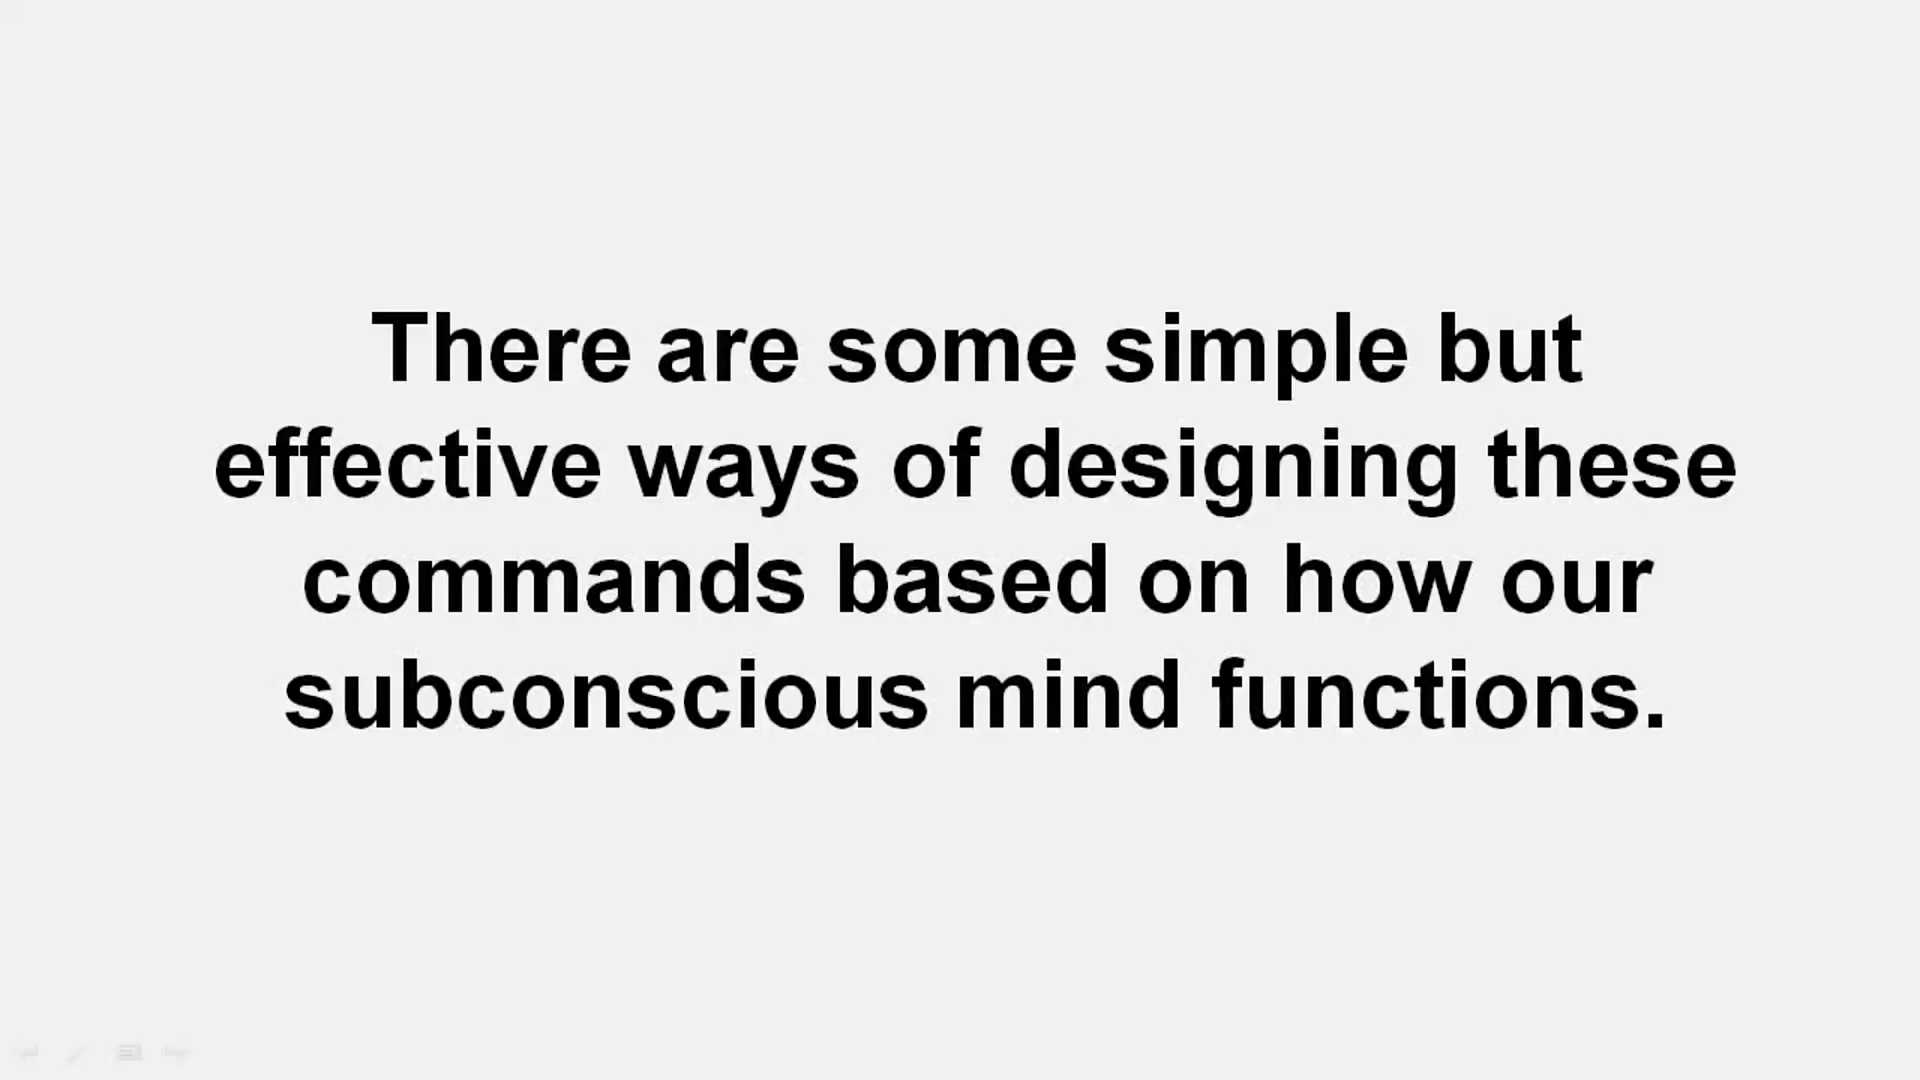 There are some simple but
effective ways of designing these
commands based on how our
subconscious mind functions.